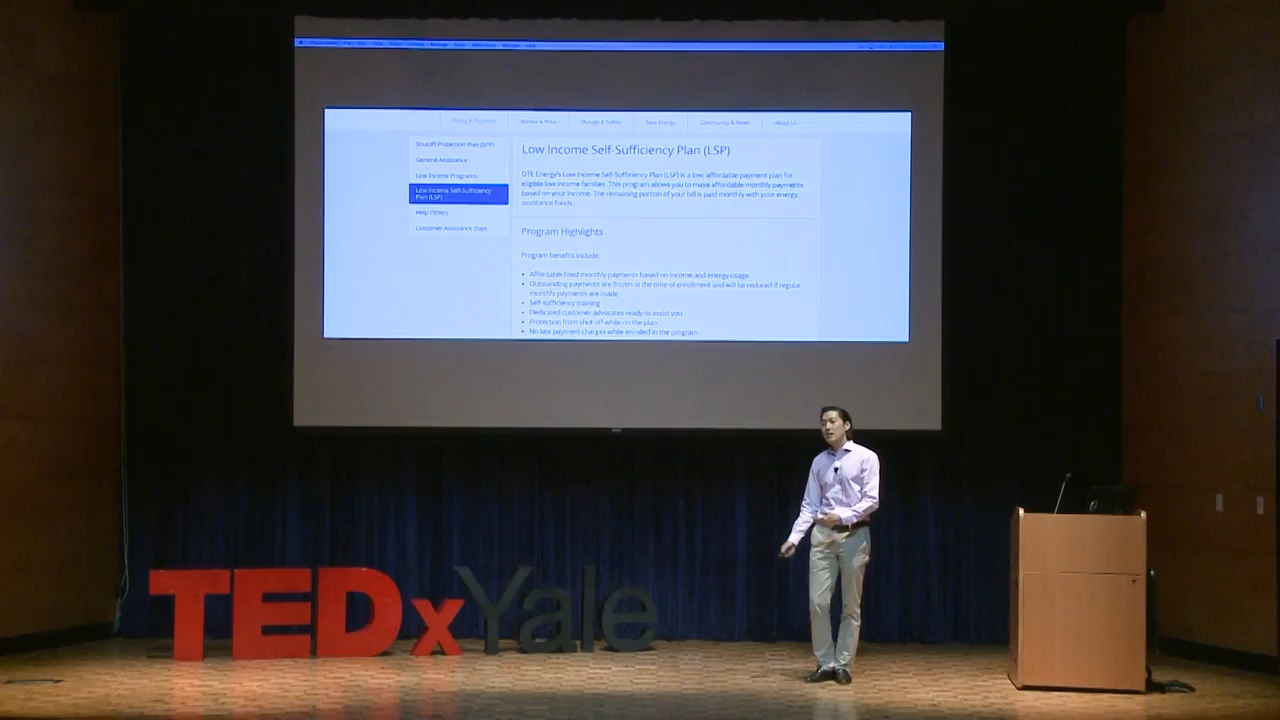 Billing & Payment Service & Price Outage & Safety Save Energy Community & News About Us
Shutoff Protection Plan (SPP)
General Assistance
Low Income Programs
Low Income Self-Sufficiency
Plan (LSP)
Help Others
Customer Assistance Days
Low Income Self-Sufficiency Plan (LSP)
DTE Energy's Low Income Self-Sufficiency Plan (LSP) is a low, affordable payment plan for
eligible low income families. This program allows you to make affordable monthly payments
based on your income. The remaining portion of your bill is paid monthly with your energy
assistance funds.
Program Highlights
Program benefits include:
• Affordable fixed monthly payments based on income and energy usage
• Outstanding payments are frozen at the time of enrollment and will be reduced if regular
monthly payments are made
• Self-sufficiency training
• Dedicated customer advocates ready to assist you
• Protection from shut off while on the plan
• No late payment charges while enrolled in the program
TEDxYale